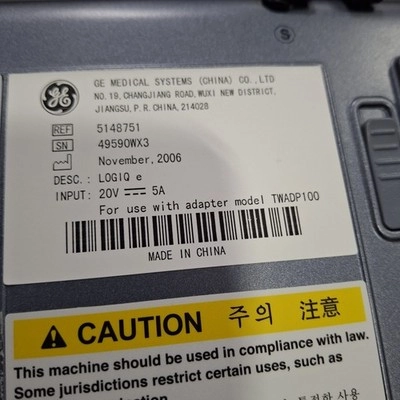 GE MEDICAL SYSTEMS (CHINA) CO., LTD
NO. 19, CHANGJIANG ROAD, WUXI NEW DISTRICT,
JIANGSU, P. R. CHINA, 214028
REF 5148751
SN 49590WX3
November, 2006
DESC.: LOGIQ e
INPUT: 20V 5A
For use with adapter model TWADP100
MADE IN CHINA
CAUTION 주의 注意
This machine should be used in compliance with law.
Some jurisdictions restrict certain uses, such as